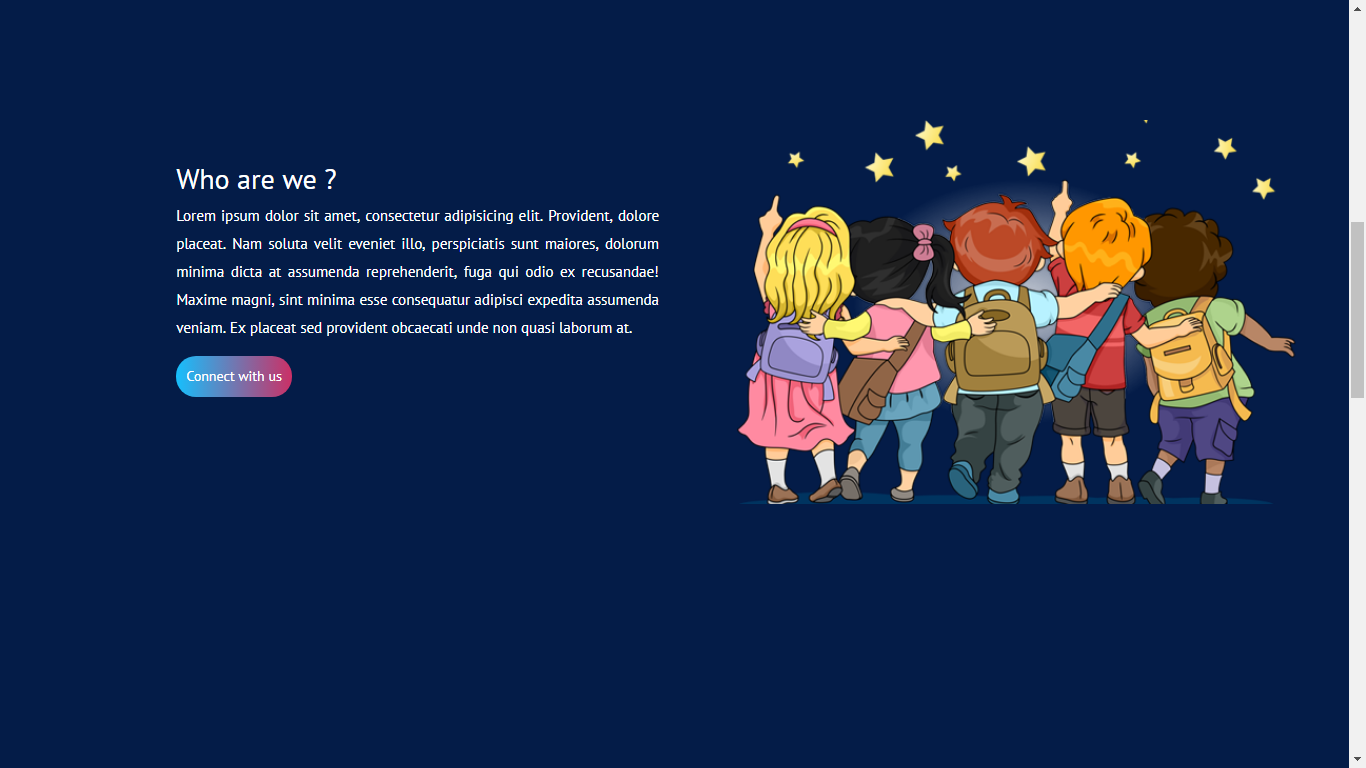 Who are we ?
Lorem ipsum dolor sit amet, consectetur adipisicing elit. Provident, dolore
placeat. Nam soluta velit eveniet illo, perspiciatis sunt maiores, dolorum
minima dicta at assumenda reprehenderit, fuga qui odio ex recusandae!
Maxime magni, sint minima esse consequatur adipisci expedita assumenda
veniam. Ex placeat sed provident obcaecati unde non quasi laborum at.
Connect with us